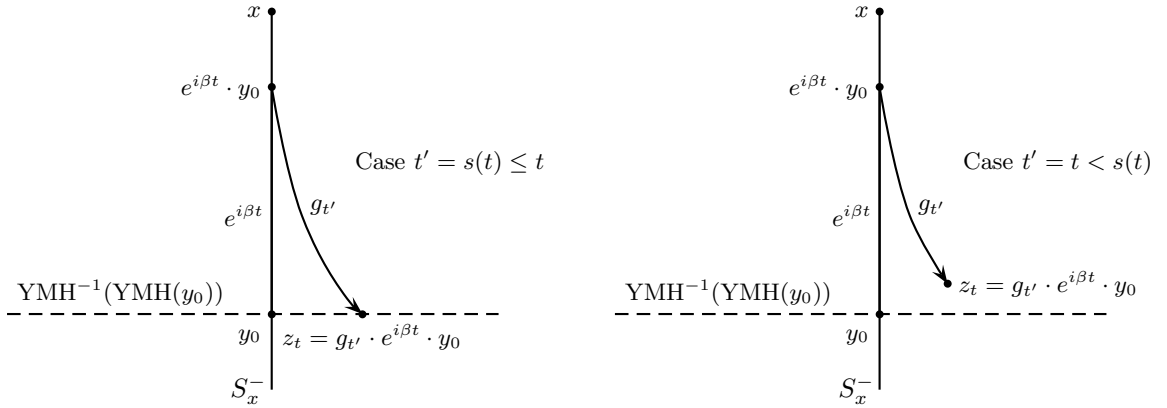 x
e^{iβt} · y_0
Case t′ = s(t) ≤ t
g_{t′}
e^{iβt}
YMH^{−1}(YMH(y_0))
y_0
z_t = g_{t′} · e^{iβt} · y_0
S_x^−
x
e^{iβt} · y_0
Case t′ = t < s(t)
g_{t′}
e^{iβt}
z_t = g_{t′} · e^{iβt} · y_0
YMH^{−1}(YMH(y_0))
y_0
S_x^−